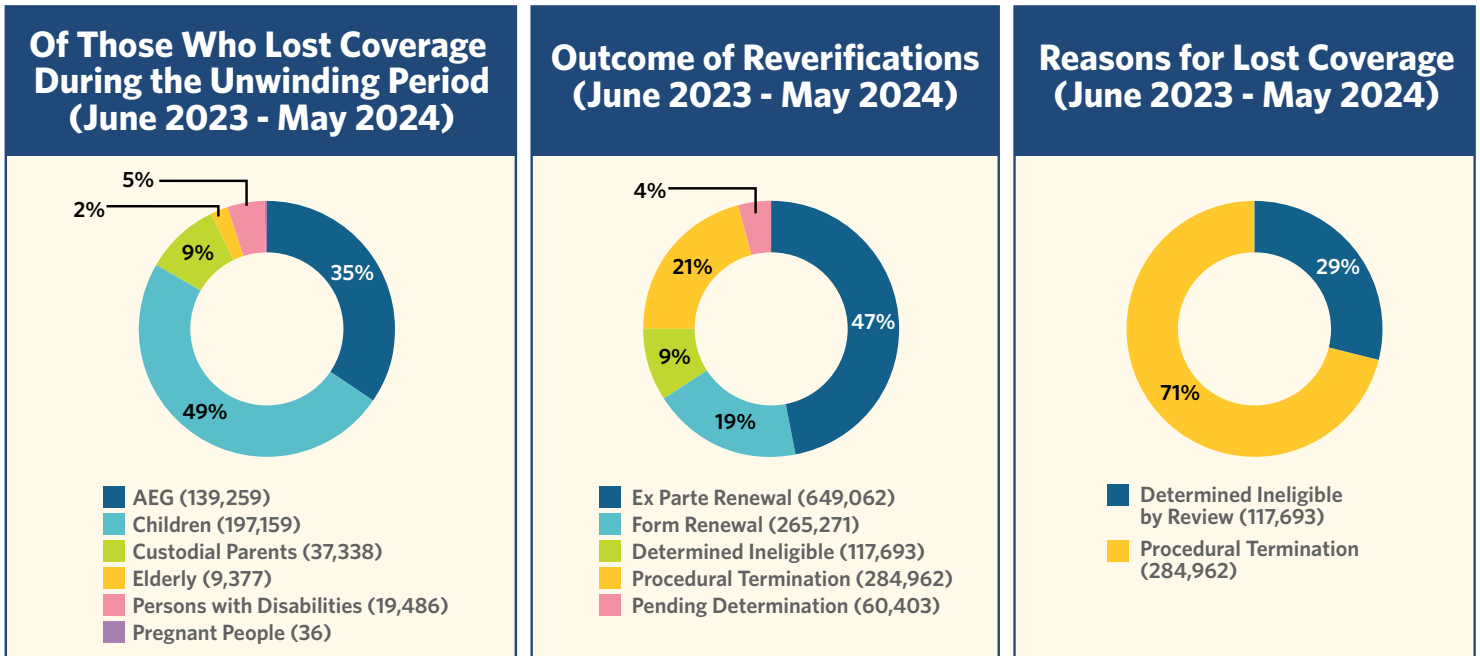 Of Those Who Lost Coverage
During the Unwinding Period
(June 2023 - May 2024)
5%
2%
9%
35%
49%
AEG (139,259)
Children (197,159)
Custodial Parents (37,338)
Elderly (9,377)
Persons with Disabilities (19,486)
Pregnant People (36)
Outcome of Reverifications
(June 2023 - May 2024)
4%
21%
47%
9%
19%
Ex Parte Renewal (649,062)
Form Renewal (265,271)
Determined Ineligible (117,693)
Procedural Termination (284,962)
Pending Determination (60,403)
Reasons for Lost Coverage
(June 2023 - May 2024)
29%
71%
Determined Ineligible
by Review (117,693)
Procedural Termination
(284,962)